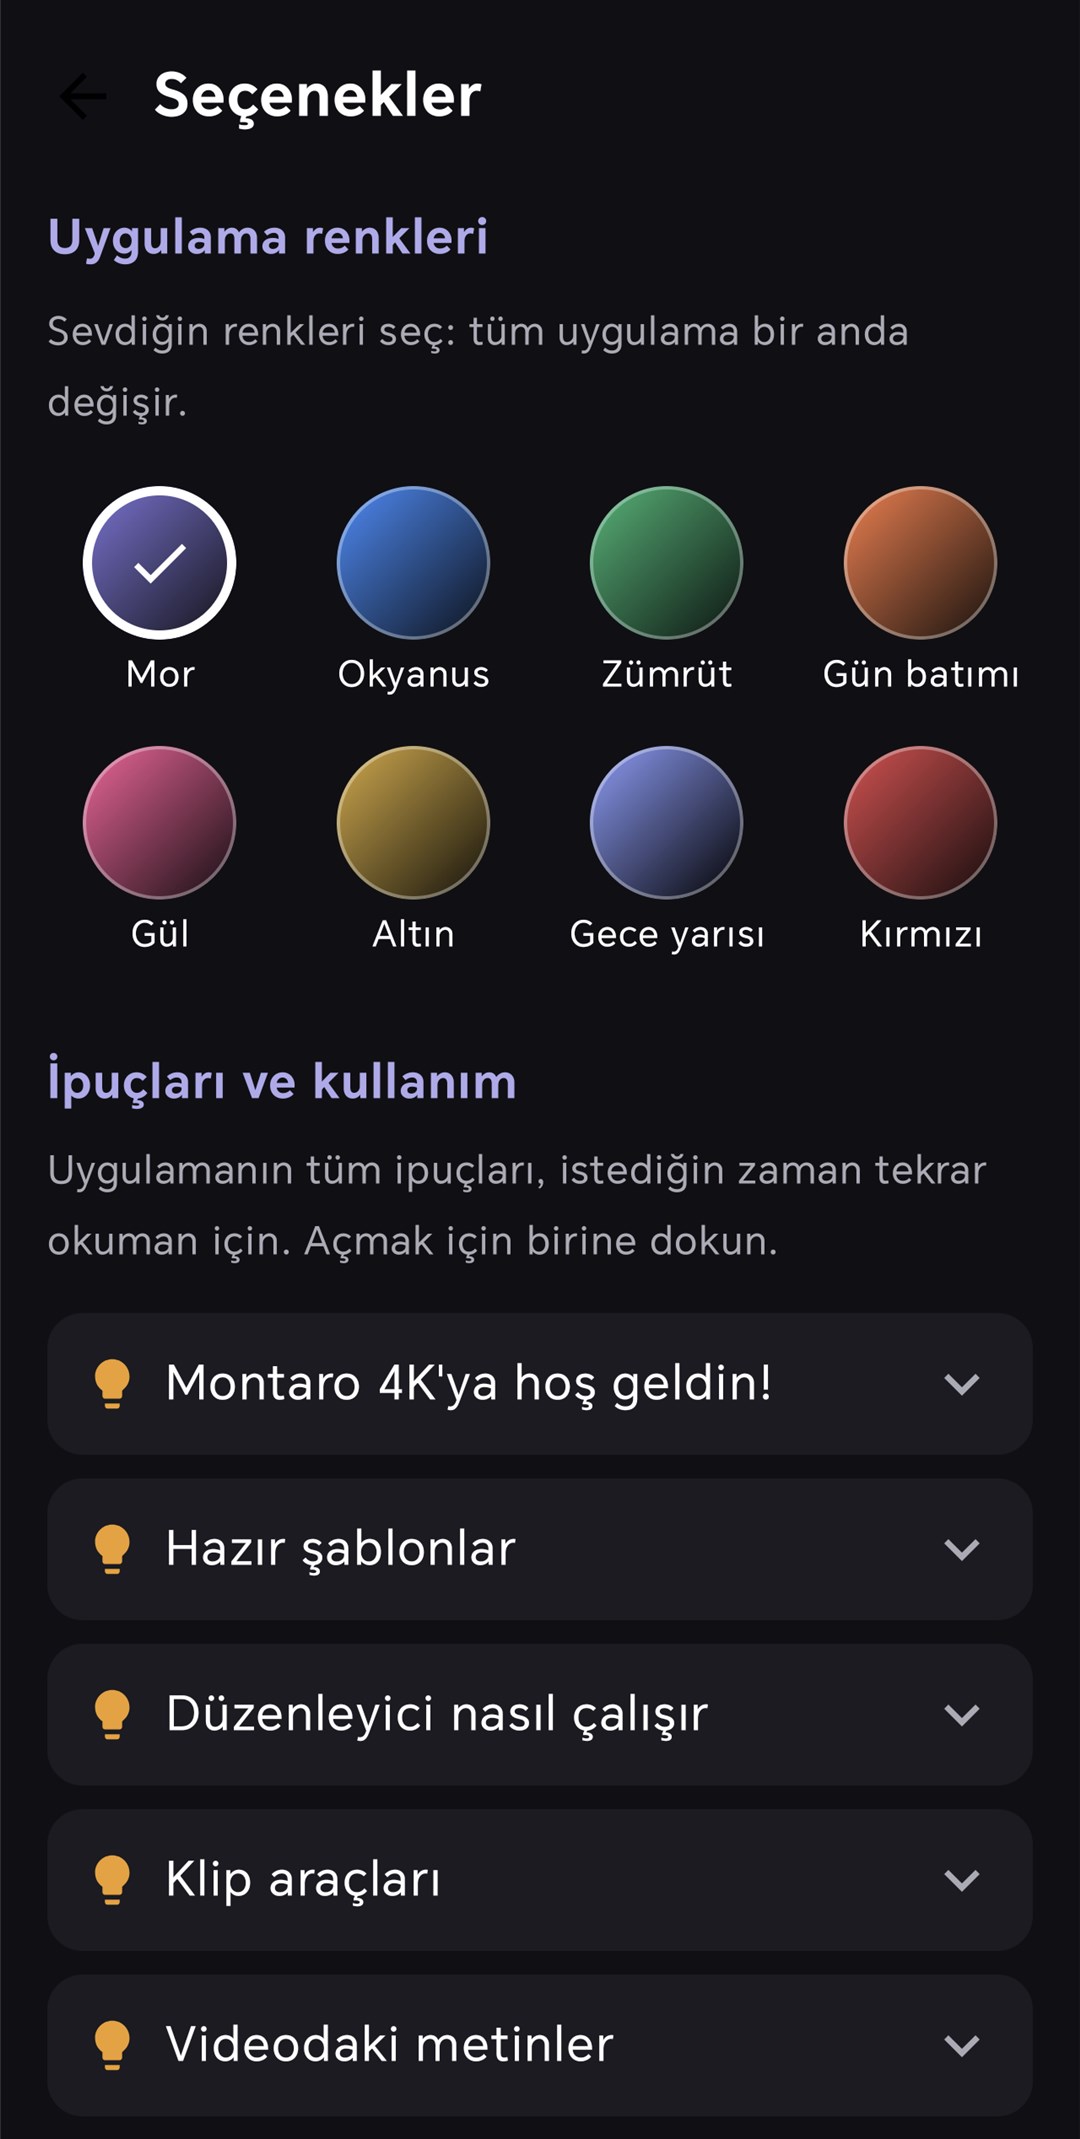 Seçenekler
Uygulama renkleri
Sevdiğin renkleri seç: tüm uygulama bir anda
değişir.
Mor
Okyanus
Zümrüt
Gün batımı
Gül
Altın
Gece yarısı
Kırmızı
İpuçları ve kullanım
Uygulamanın tüm ipuçları, istediğin zaman tekrar
okuman için. Açmak için birine dokun.
Montaro 4K'ya hoş geldin!
Hazır şablonlar
Düzenleyici nasıl çalışır
Klip araçları
Videodaki metinler